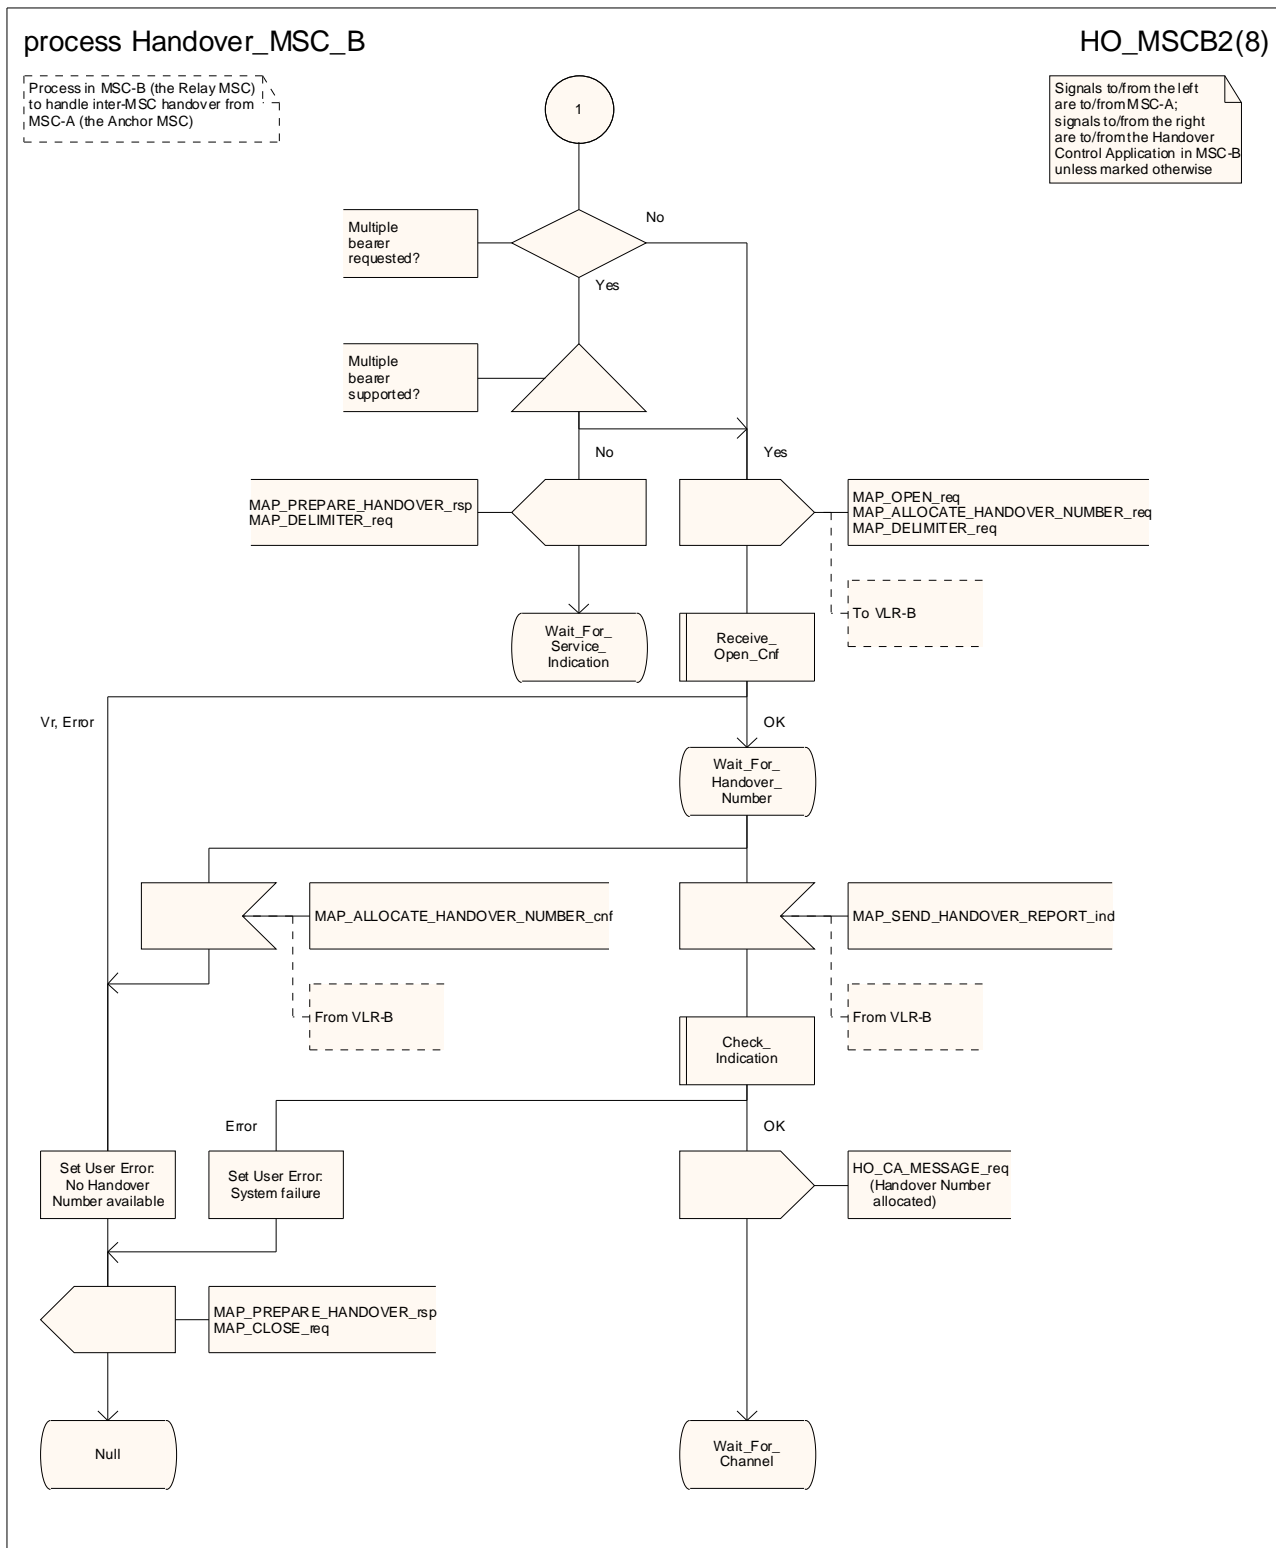 process Handover_MSC_B
HO_MSCB2(8)
Process in MSC-B (the Relay MSC)
to handle inter-MSC handover from
MSC-A (the Anchor MSC)
1
Signals to/from the left
are to/from MSC-A;
signals to/from the right
are to/from the Handover
Control Application in MSC-B
unless marked otherwise
No
Multiple
bearer
requested?
Yes
Multiple
bearer
supported?
No
Yes
MAP_PREPARE_HANDOVER_rsp
MAP_DELIMITER_req
MAP_OPEN_req
MAP_ALLOCATE_HANDOVER_NUMBER_req
MAP_DELIMITER_req
To VLR-B
Wait_For_
Service_
Indication
Receive_
Open_Cnf
Vr, Error
OK
Wait_For_
Handover_
Number
MAP_ALLOCATE_HANDOVER_NUMBER_cnf
MAP_SEND_HANDOVER_REPORT_ind
From VLR-B
From VLR-B
Check_
Indication
Error
OK
Set User Error:
No Handover
Number available
Set User Error:
System failure
HO_CA_MESSAGE_req
(Handover Number
allocated)
MAP_PREPARE_HANDOVER_rsp
MAP_CLOSE_req
Null
Wait_For_
Channel